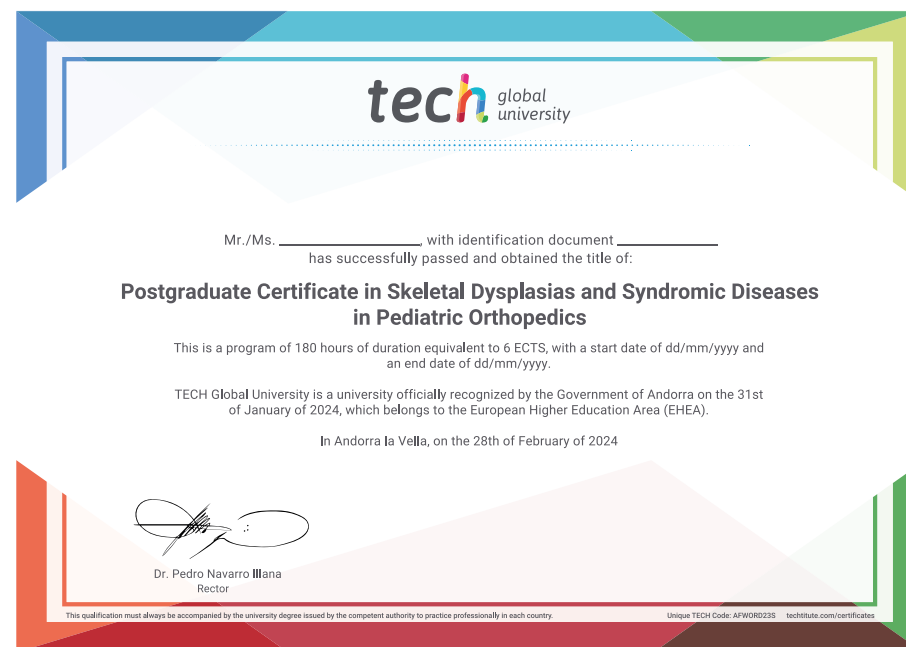 tech global university
Mr./Ms. ____________________, with identification document ______________
has successfully passed and obtained the title of:
Postgraduate Certificate in Skeletal Dysplasias and Syndromic Diseases
in Pediatric Orthopedics
This is a program of 180 hours of duration equivalent to 6 ECTS, with a start date of dd/mm/yyyy and
an end date of dd/mm/yyyy.
TECH Global University is a university officially recognized by the Government of Andorra on the 31st
of January of 2024, which belongs to the European Higher Education Area (EHEA).
In Andorra la Vella, on the 28th of February of 2024
Dr. Pedro Navarro Illana
Rector
This qualification must always be accompanied by the university degree issued by the competent authority to practice professionally in each country.
Unique TECH Code: AFWORD23S techtitute.com/certificates